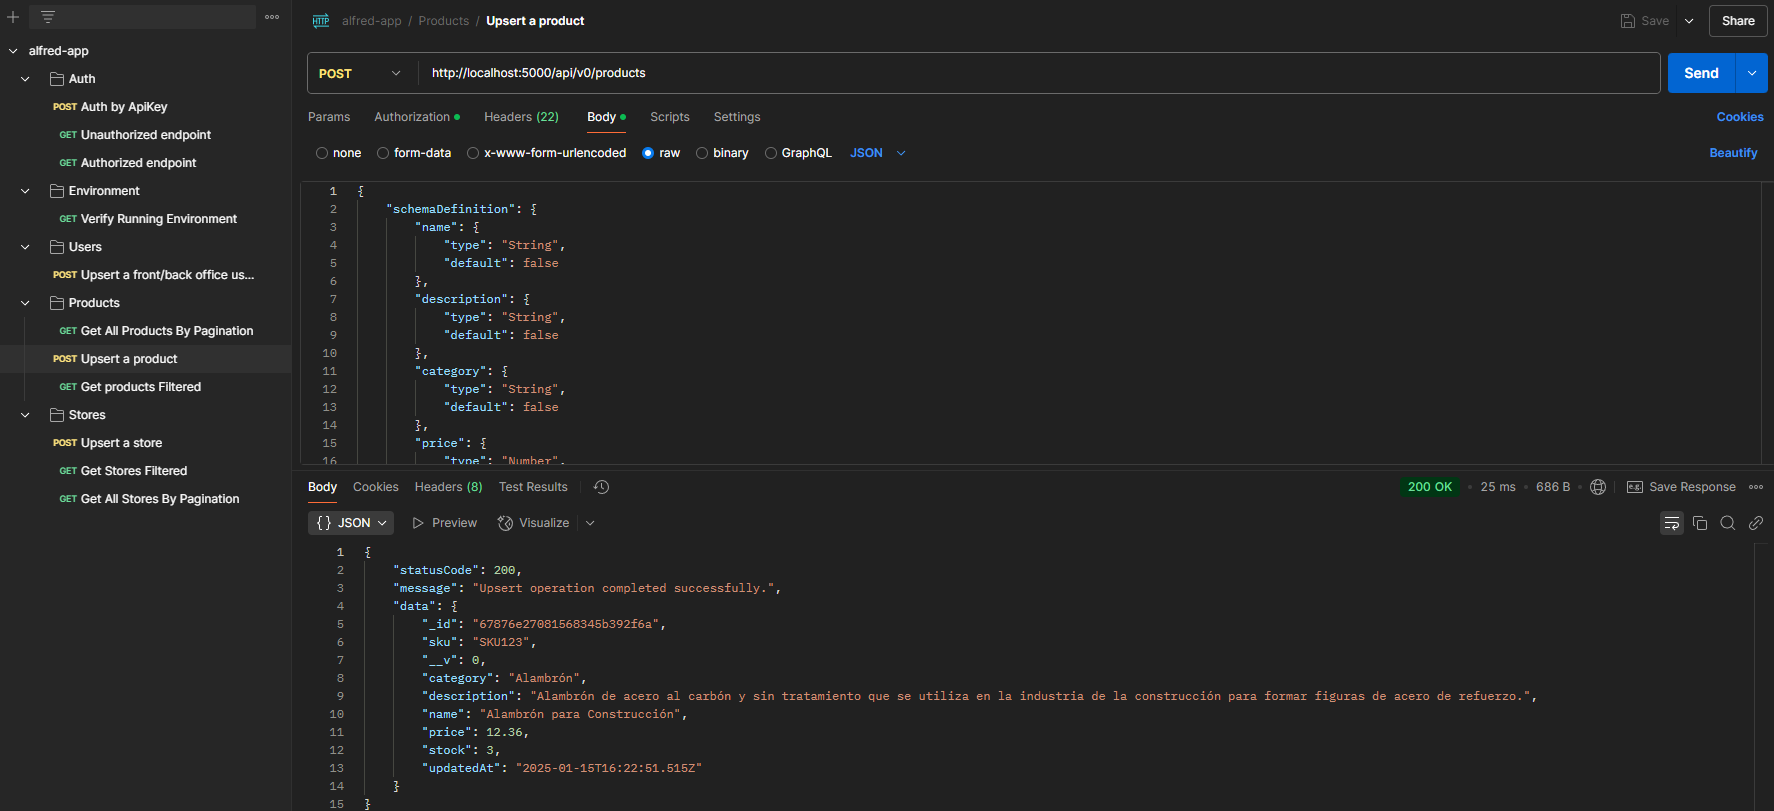 alfred-app / Products / Upsert a product
Save
Share
alfred-app
Auth
POST Auth by ApiKey
GET Unauthorized endpoint
GET Authorized endpoint
Environment
GET Verify Running Environment
Users
POST Upsert a front/back office us...
Products
GET Get All Products By Pagination
POST Upsert a product
GET Get products Filtered
Stores
POST Upsert a store
GET Get Stores Filtered
GET Get All Stores By Pagination
HTTP
POST http://localhost:5000/api/v0/products
Send
Params Authorization Headers (22) Body Scripts Settings
Cookies
none form-data x-www-form-urlencoded raw binary GraphQL JSON
Beautify
1 {
2 "schemaDefinition": {
3 "name": {
4 "type": "String",
5 "default": false
6 },
7 "description": {
8 "type": "String",
9 "default": false
10 },
11 "category": {
12 "type": "String",
13 "default": false
14 },
15 "price": {
16 "type": "Number",
Body Cookies Headers (8) Test Results
200 OK • 25 ms • 686 B
Save Response
e.g.
{} JSON Preview Visualize
1 {
2 "statusCode": 200,
3 "message": "Upsert operation completed successfully.",
4 "data": {
5 "_id": "67876e27081568345b392f6a",
6 "sku": "SKU123",
7 "__v": 0,
8 "category": "Alambrón",
9 "description": "Alambrón de acero al carbón y sin tratamiento que se utiliza en la industria de la construcción para formar figuras de acero de refuerzo.",
10 "name": "Alambrón para Construcción",
11 "price": 12.36,
12 "stock": 3,
13 "updatedAt": "2025-01-15T16:22:51.515Z"
14 }
15 }